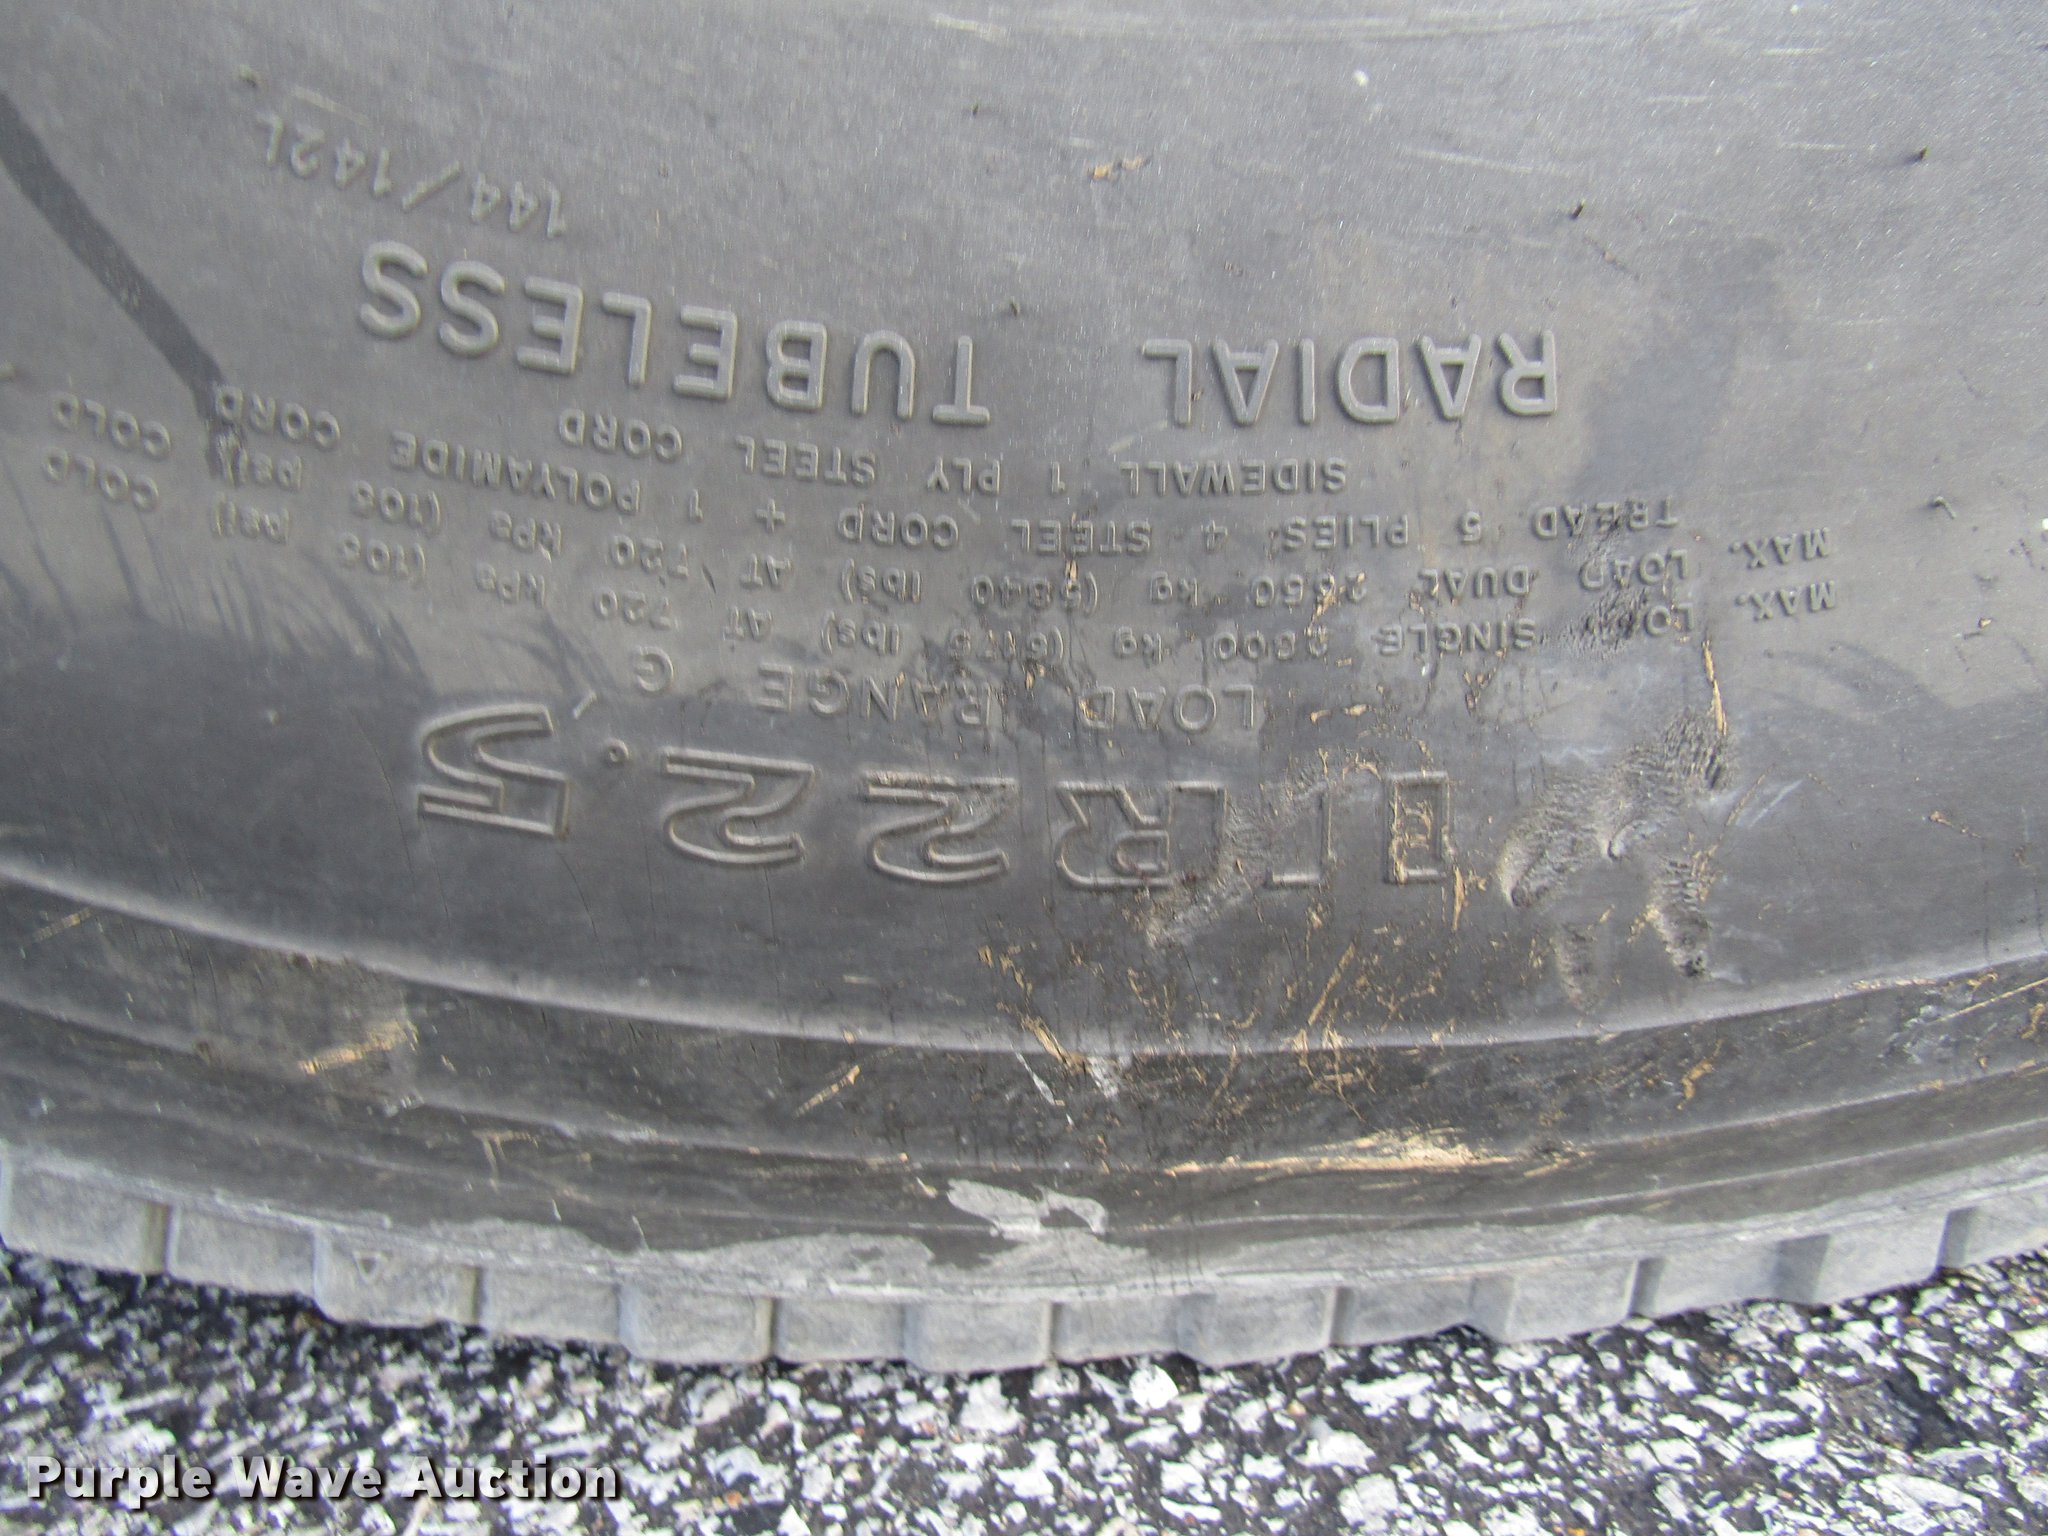 11R22.5
LOAD RANGE G
MAX. LOAD SINGLE 2800 kg (6175 lbs) AT 720 kPa (105 psi) COLD
MAX. LOAD DUAL 2650 kg (5840 lbs) AT 720 kPa (105 psi) COLD
TREAD 5 PLIES: 4 STEEL CORD + 1 POLYAMIDE CORD
SIDEWALL 1 PLY STEEL CORD
RADIAL TUBELESS
144/142L
Purple Wave Auction